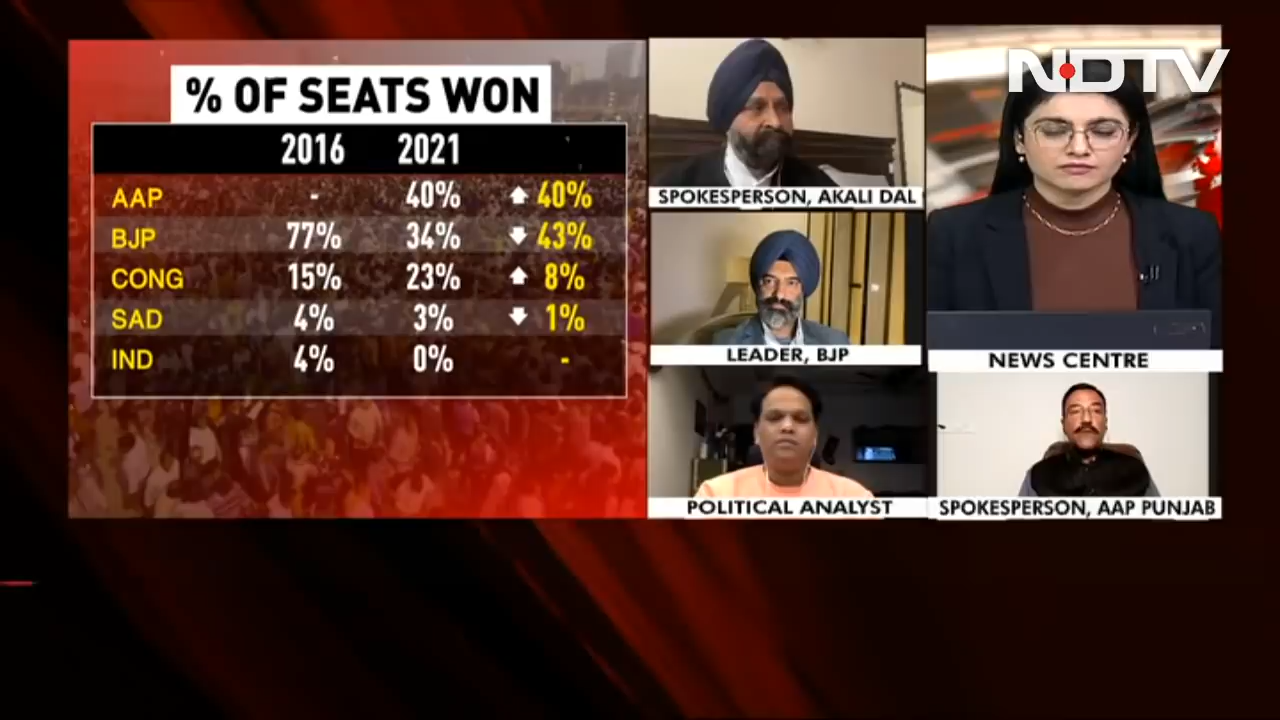 % OF SEATS WON
2016 2021
AAP - 40% 40%
BJP 77% 34% 43%
CONG 15% 23% 8%
SAD 4% 3% 1%
IND 4% 0% -
NDTV
SPOKESPERSON, AKALI DAL
LEADER, BJP
NEWS CENTRE
POLITICAL ANALYST
SPOKESPERSON, AAP PUNJAB